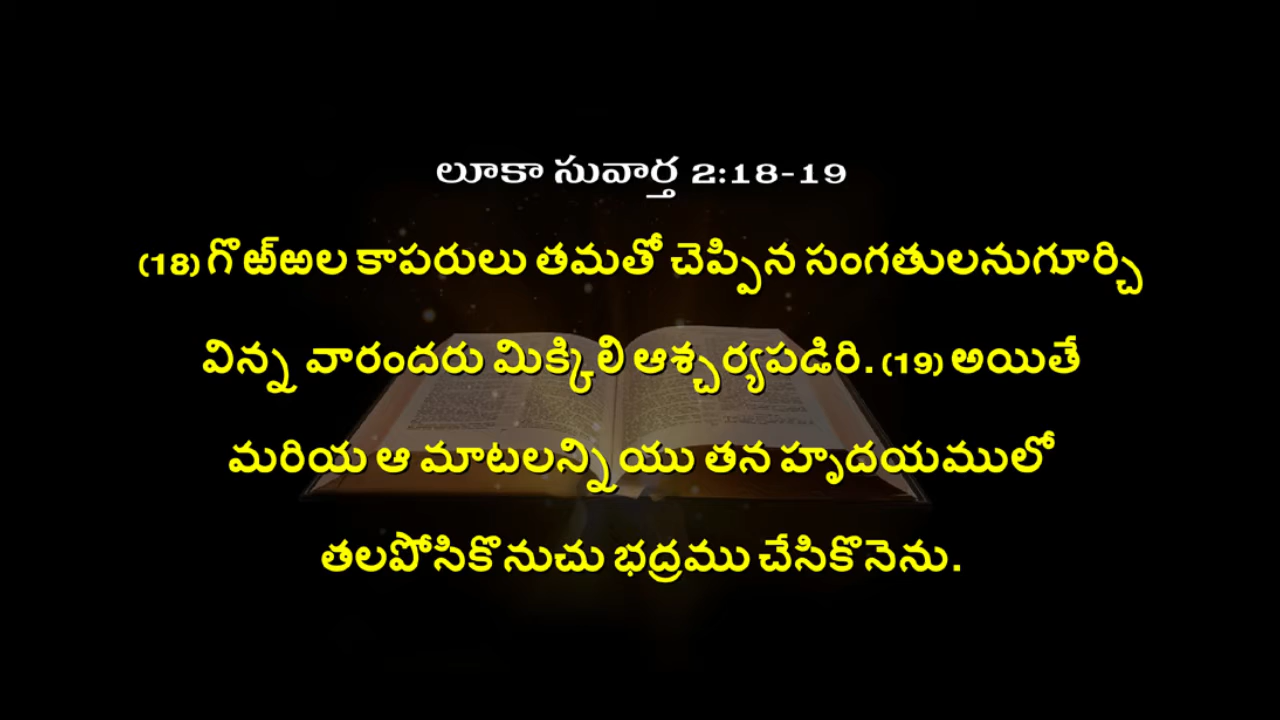 లూకా సువార్త 2:18-19
(18) గొఱ్ఱల కాపరులు తమతో చెప్పిన సంగతులనుగూర్చి
విన్న వారందరు మిక్కిలి ఆశ్చర్యపడిరి. (19) అయితే
మరియ ఆ మాటలన్నియు తన హృదయములో
తలపోసికొనుచు భద్రము చేసికొనెను.